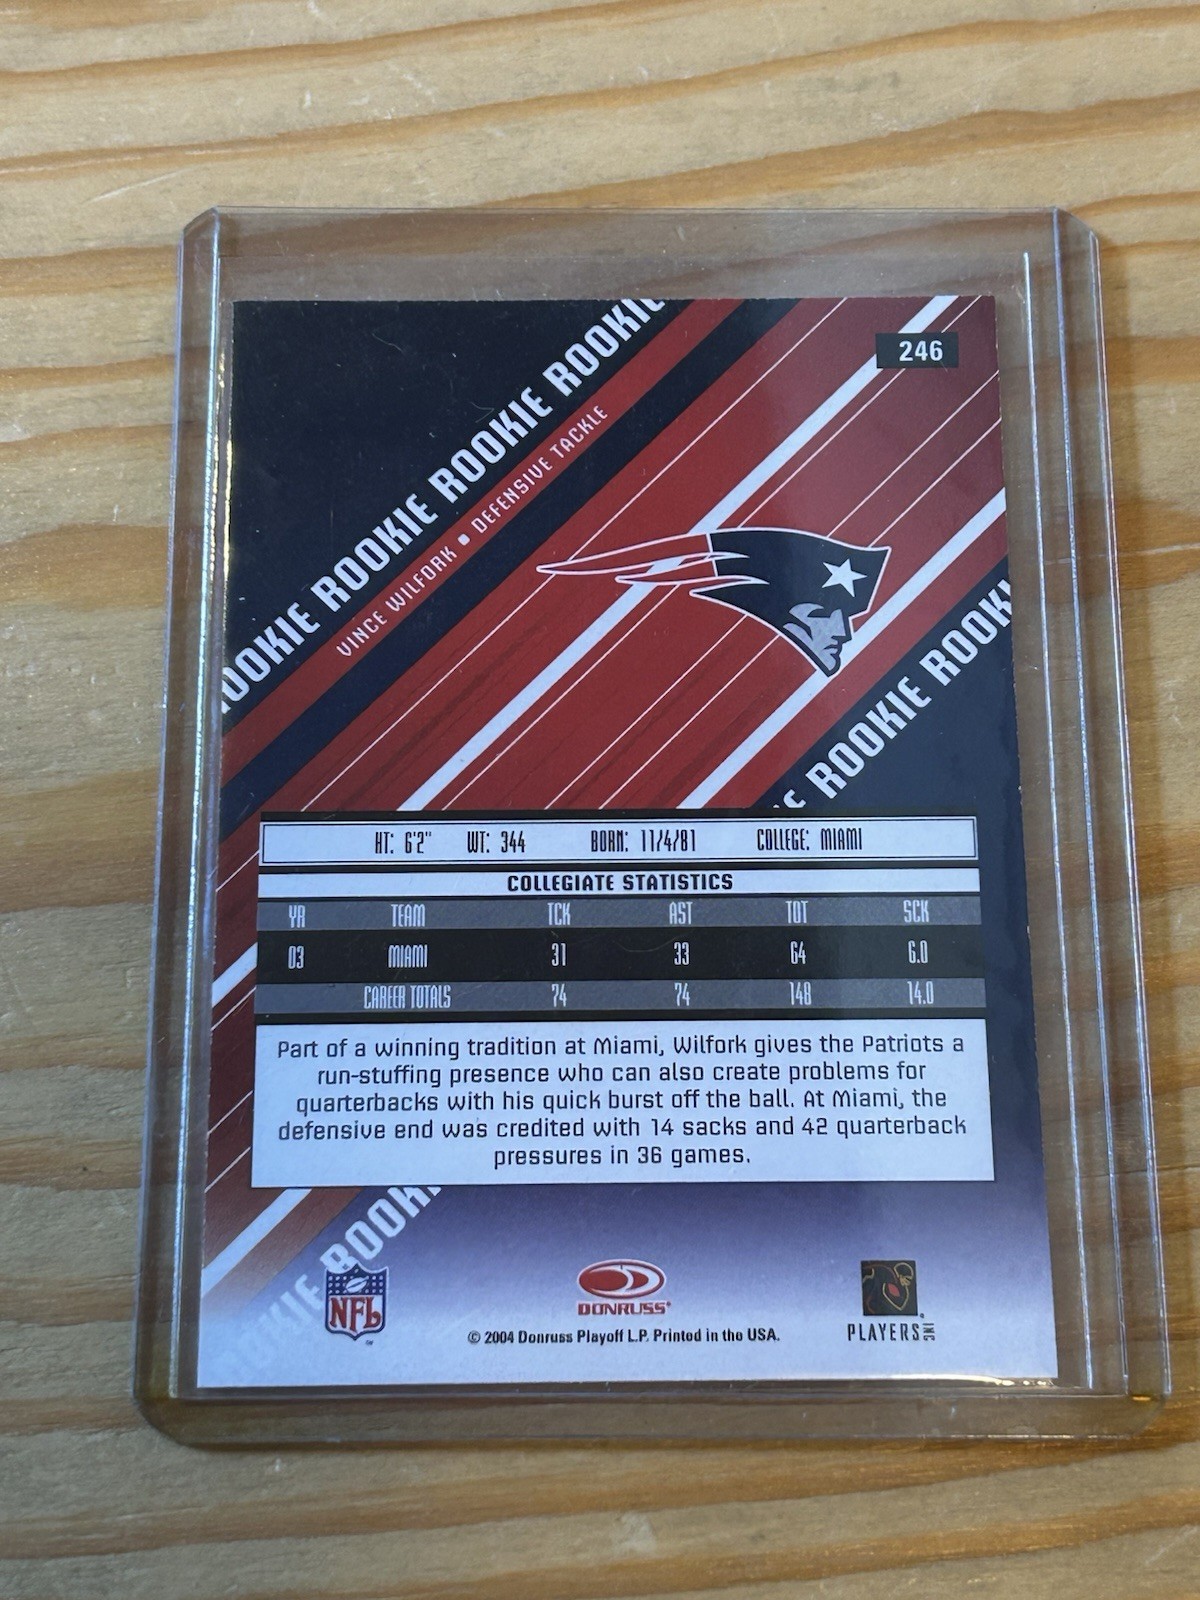 246
ROOKIE ROOKIE ROOKIE
VINCE WILFORK • DEFENSIVE TACKLE
ROOKIE
HT: 6'2" WT: 344 BORN: 11/4/81 COLLEGE: MIAMI
COLLEGIATE STATISTICS
YR TEAM TCK AST TOT SCK
03 MIAMI 31 33 64 6.0
CAREER TOTALS 74 74 148 14.0
Part of a winning tradition at Miami, Wilfork gives the Patriots a
run-stuffing presence who can also create problems for
quarterbacks with his quick burst off the ball. At Miami, the
defensive end was credited with 14 sacks and 42 quarterback
pressures in 36 games.
NFL
DONRUSS
© 2004 Donruss Playoff L.P. Printed in the USA.
PLAYERS INC